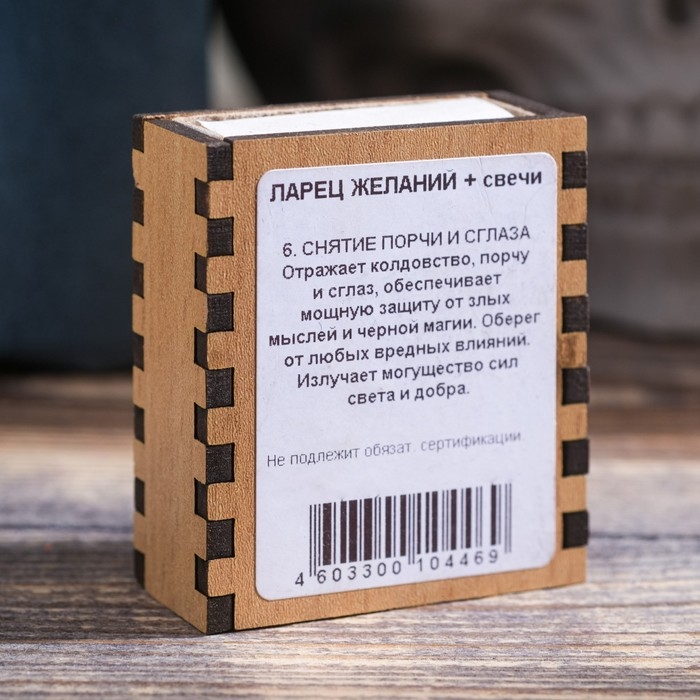 ЛАРЕЦ ЖЕЛАНИЙ + свечи
6. СНЯТИЕ ПОРЧИ И СГЛАЗА
Отражает колдовство, порчу
и сглаз, обеспечивает
мощную защиту от злых
мыслей и черной магии. Оберег
от любых вредных влияний.
Излучает могущество сил
света и добра.
Не подлежит обязат. сертификации.
4 603300 104469